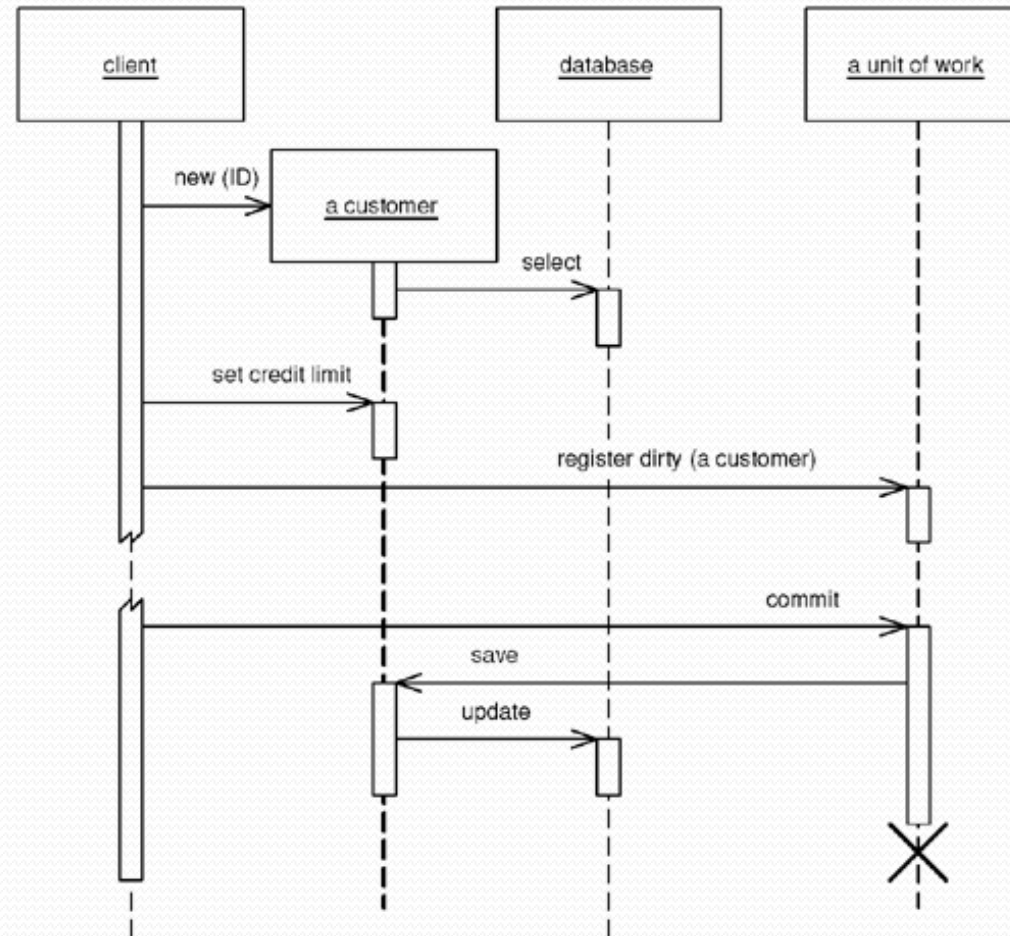 client
database
a unit of work
new (ID)
a customer
select
set credit limit
register dirty (a customer)
commit
save
update